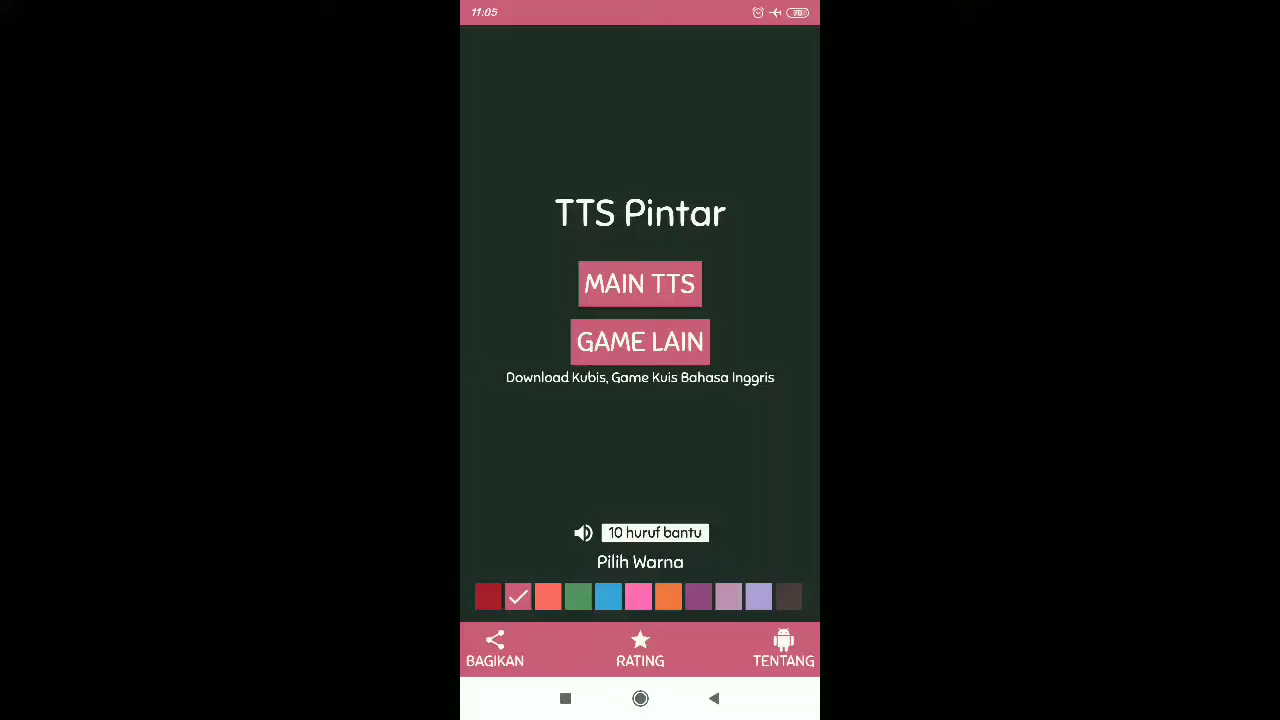 11:05
TTS Pintar
MAIN TTS
GAME LAIN
Download Kubis, Game Kuis Bahasa Inggris
10 huruf bantu
Pilih Warna
BAGIKAN
RATING
TENTANG